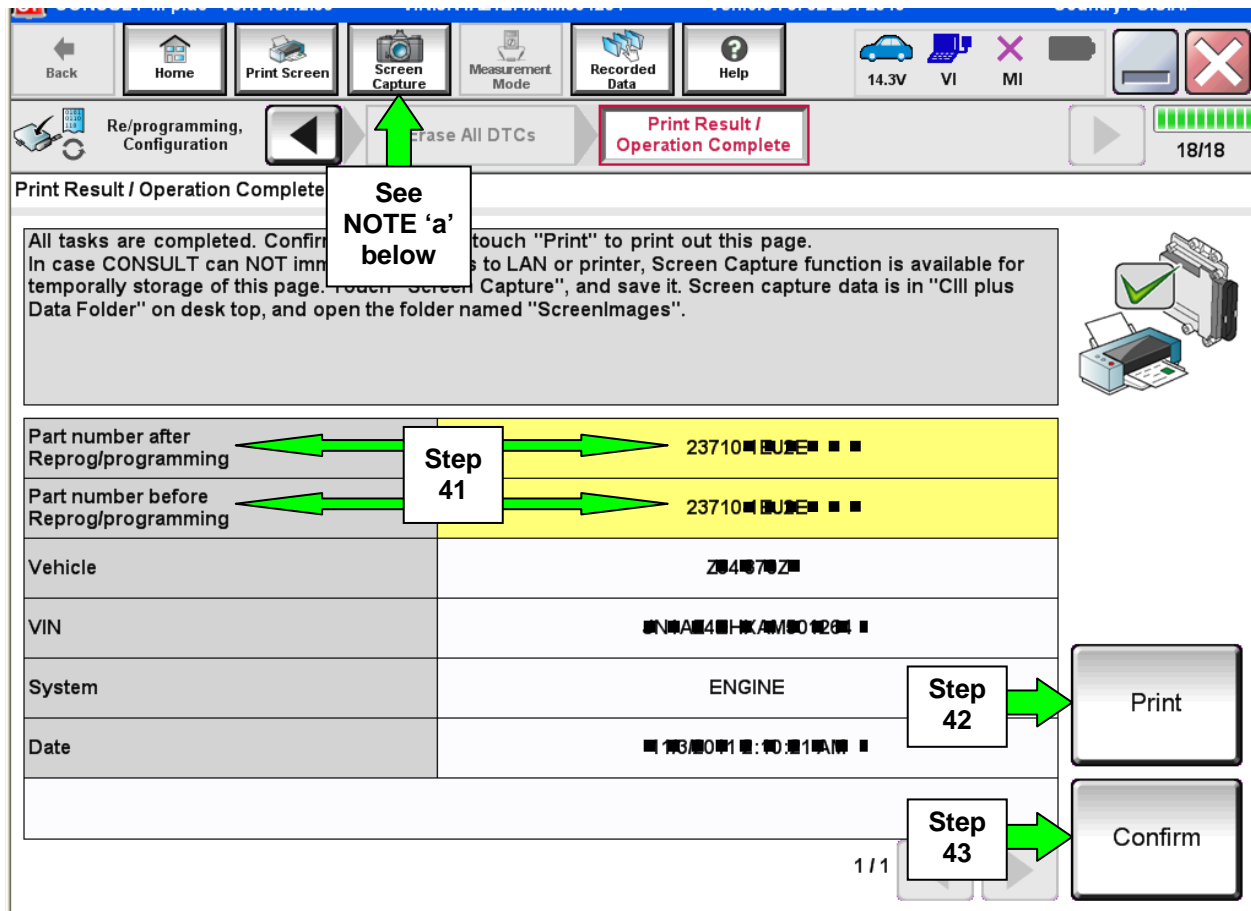 Back
Home
Print Screen
Screen Capture
Measurement Mode
Recorded Data
Help
14.3V
VI
MI
Re/programming, Configuration
Erase All DTCs
Print Result / Operation Complete
18/18
Print Result / Operation Complete
See NOTE ‘a’ below
All tasks are completed. Confirm touch "Print" to print out this page.
In case CONSULT can NOT to LAN or printer, Screen Capture function is available for
temporally storage of this page. "Screen Capture", and save it. Screen capture data is in "CIII plus
Data Folder" on desk top, and open the folder named "ScreenImages".
Part number after
Reprog/programming
Step 41
23710
Part number before
Reprog/programming
23710
Vehicle
VIN
System
ENGINE
Step 42
Print
Date
Step 43
Confirm
1/1